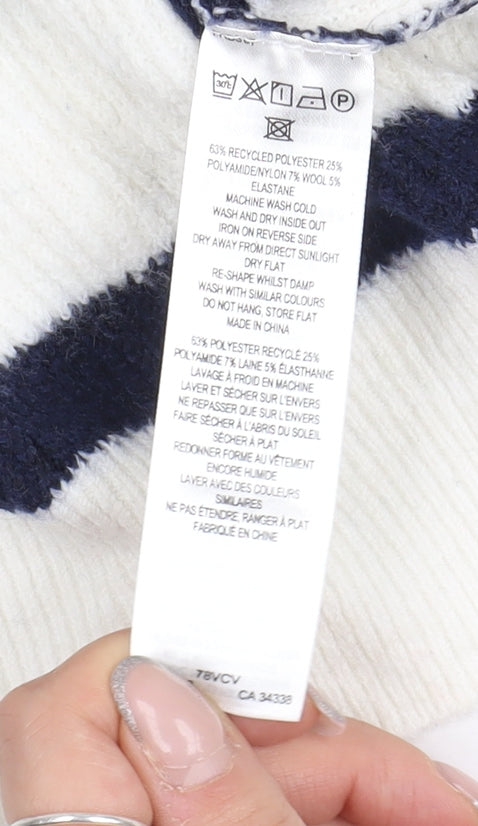 30°c P
63% RECYCLED POLYESTER 25%
POLYAMIDE/NYLON 7% WOOL 5%
ELASTANE
MACHINE WASH COLD
WASH AND DRY INSIDE OUT
IRON ON REVERSE SIDE
DRY AWAY FROM DIRECT SUNLIGHT
DRY FLAT
RE-SHAPE WHILST DAMP
WASH WITH SIMILAR COLOURS
DO NOT HANG, STORE FLAT
MADE IN CHINA
63% POLYESTER RECYCLÉ 25%
POLYAMIDE 7% LAINE 5% ÉLASTHANNE
LAVAGE À FROID EN MACHINE
LAVER ET SÉCHER SUR L'ENVERS
NE REPASSER QUE SUR L'ENVERS
FAIRE SÉCHER À L'ABRIS DU SOLEIL
SÉCHER À PLAT
REDONNER FORME AU VÊTEMENT
ENCORE HUMIDE
LAVER AVEC DES COULEURS
SIMILAIRES
NE PAS ÉTENDRE, RANGER À PLAT
FABRIQUÉ EN CHINE
T8VCV
CA 34338